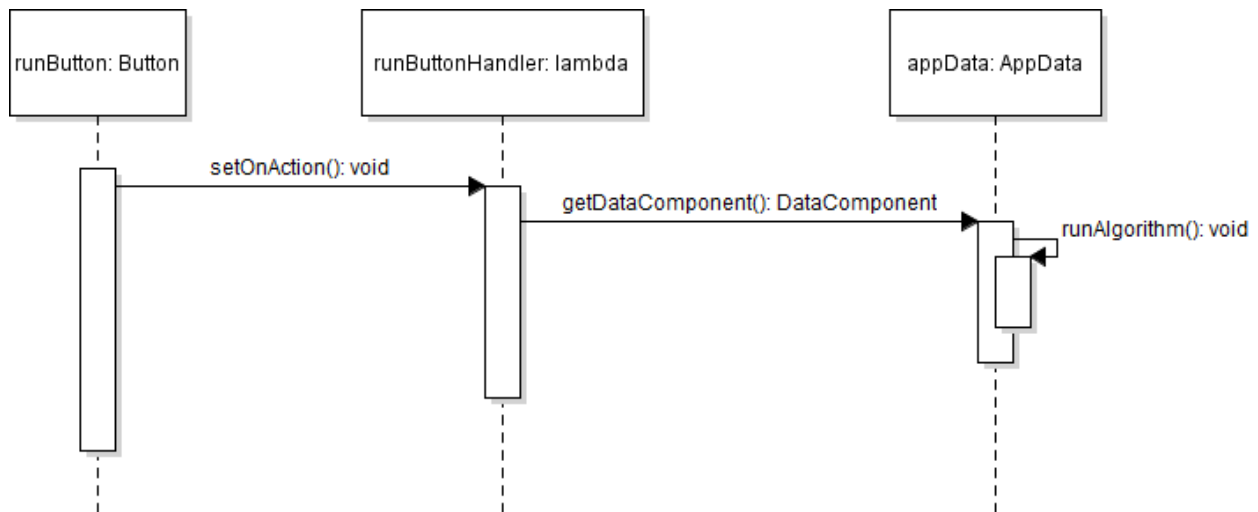 runButton: Button
runButtonHandler: lambda
appData: AppData
setOnAction(): void
getDataComponent(): DataComponent
runAlgorithm(): void